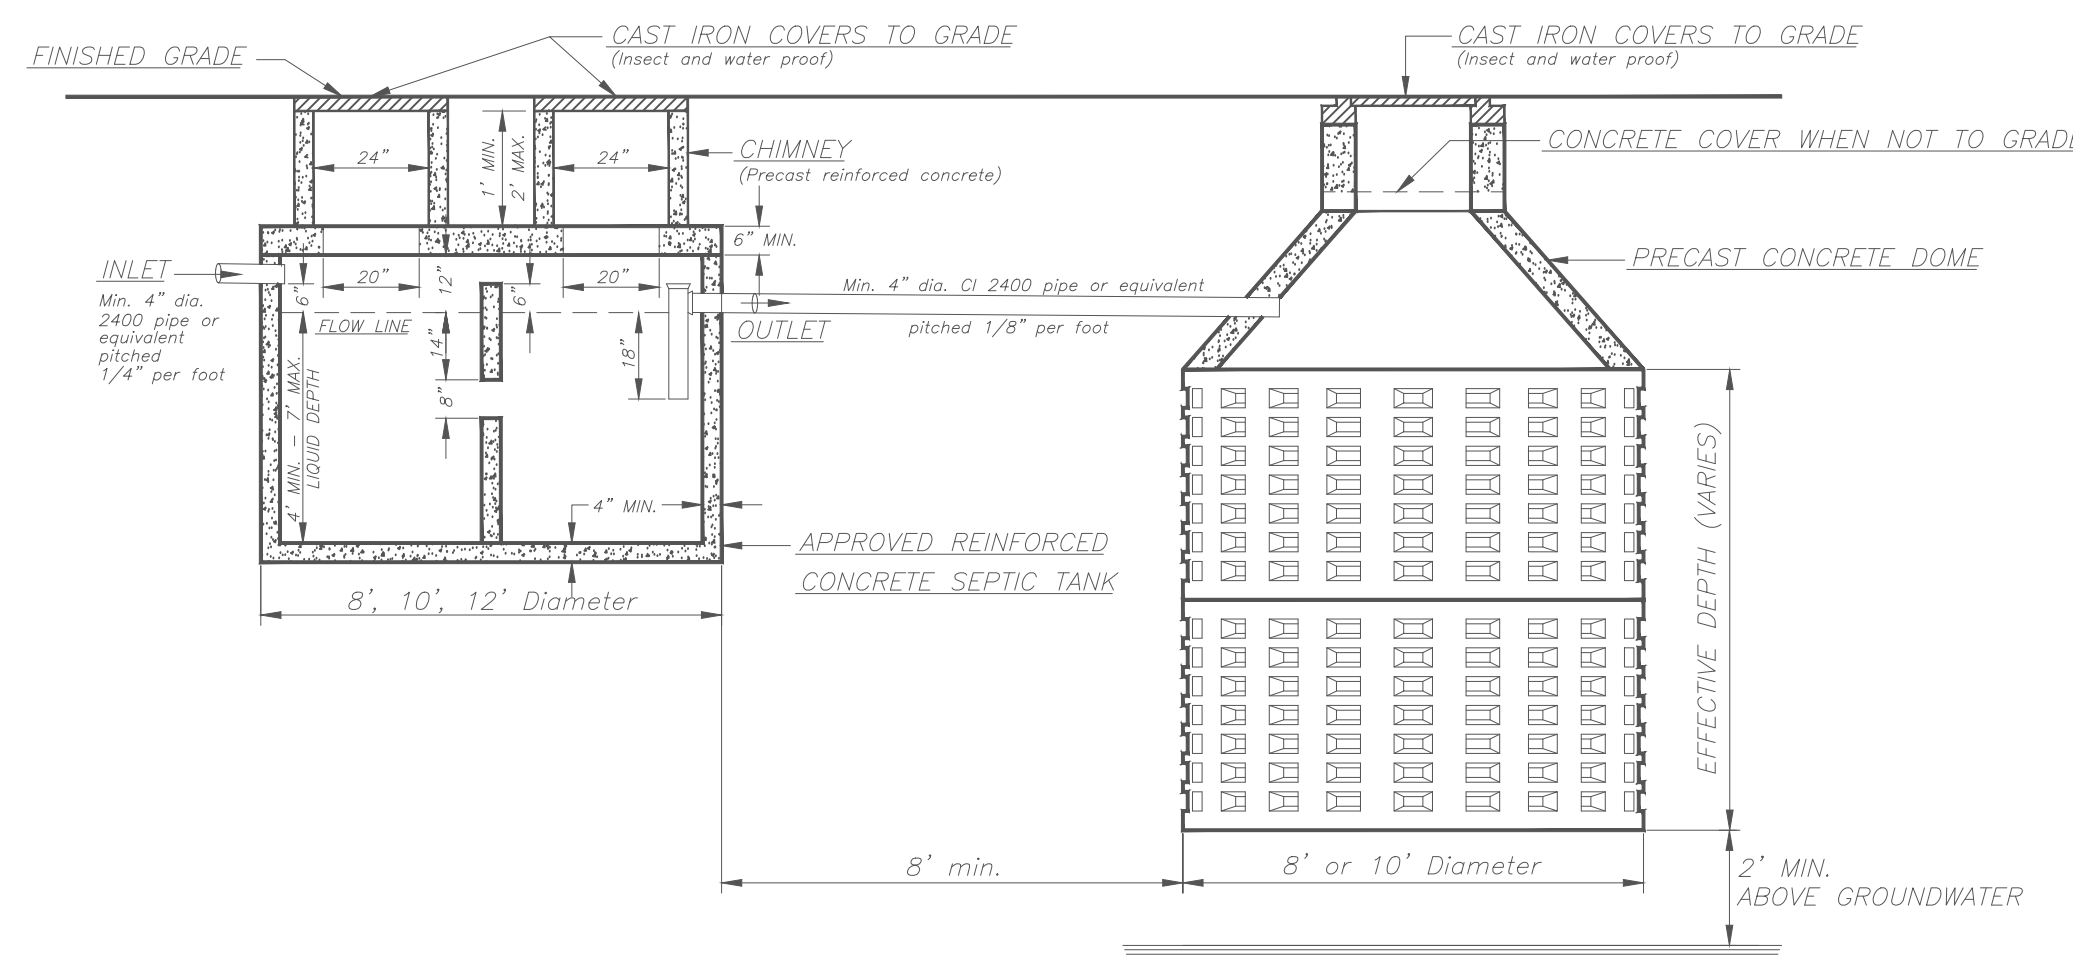 FINISHED GRADE
CAST IRON COVERS TO GRADE
(Insect and water proof)
CAST IRON COVERS TO GRADE
(Insect and water proof)
CONCRETE COVER WHEN NOT TO GRADE
24"
1' MIN.
2' MAX.
24"
CHIMNEY
(Precast reinforced concrete)
6" MIN.
INLET
Min. 4" dia.
2400 pipe or
equivalent
pitched
1/4" per foot
6"
20"
12"
6"
20"
FLOW LINE
14"
8"
18"
OUTLET
Min. 4" dia. CI 2400 pipe or equivalent
pitched 1/8" per foot
PRECAST CONCRETE DOME
4' MIN. - 7' MAX.
LIQUID DEPTH
4" MIN.
APPROVED REINFORCED
CONCRETE SEPTIC TANK
8', 10', 12' Diameter
EFFECTIVE DEPTH (VARIES)
8' min.
8' or 10' Diameter
2' MIN.
ABOVE GROUNDWATER